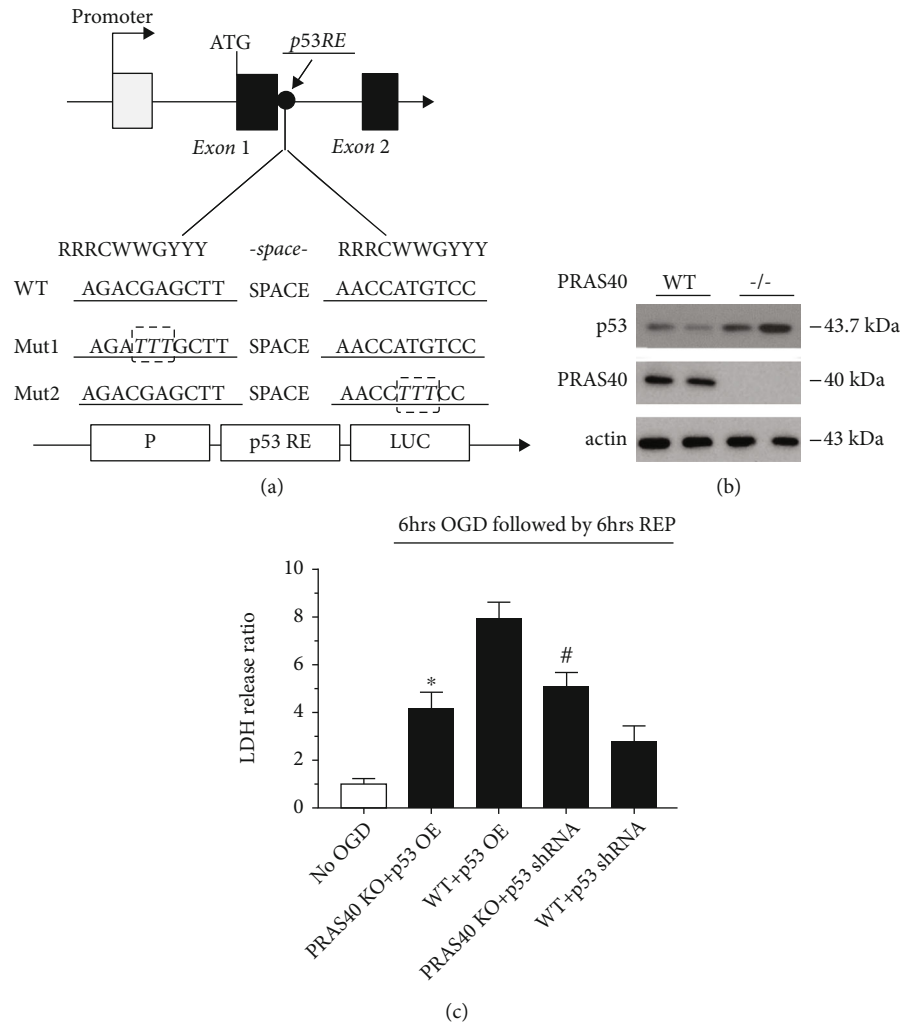 Promoter
ATG
p53RE
Exon 1
Exon 2
RRRCWWGYYY -space- RRRCWWGYYY
WT AGACGAGCTT SPACE AACCATGTCC
Mut1 AGATTTGCTT SPACE AACCATGTCC
Mut2 AGACGAGCTT SPACE AACCTTTCC
P p53 RE LUC
(a)
PRAS40 WT -/-
p53 –43.7 kDa
PRAS40 –40 kDa
actin –43 kDa
(b)
6hrs OGD followed by 6hrs REP
LDH release ratio
10
8
6
4
2
0
*
#
No OGD
PRAS40 KO+p53 OE
WT+p53 OE
PRAS40 KO+p53 shRNA
WT+p53 shRNA
(c)